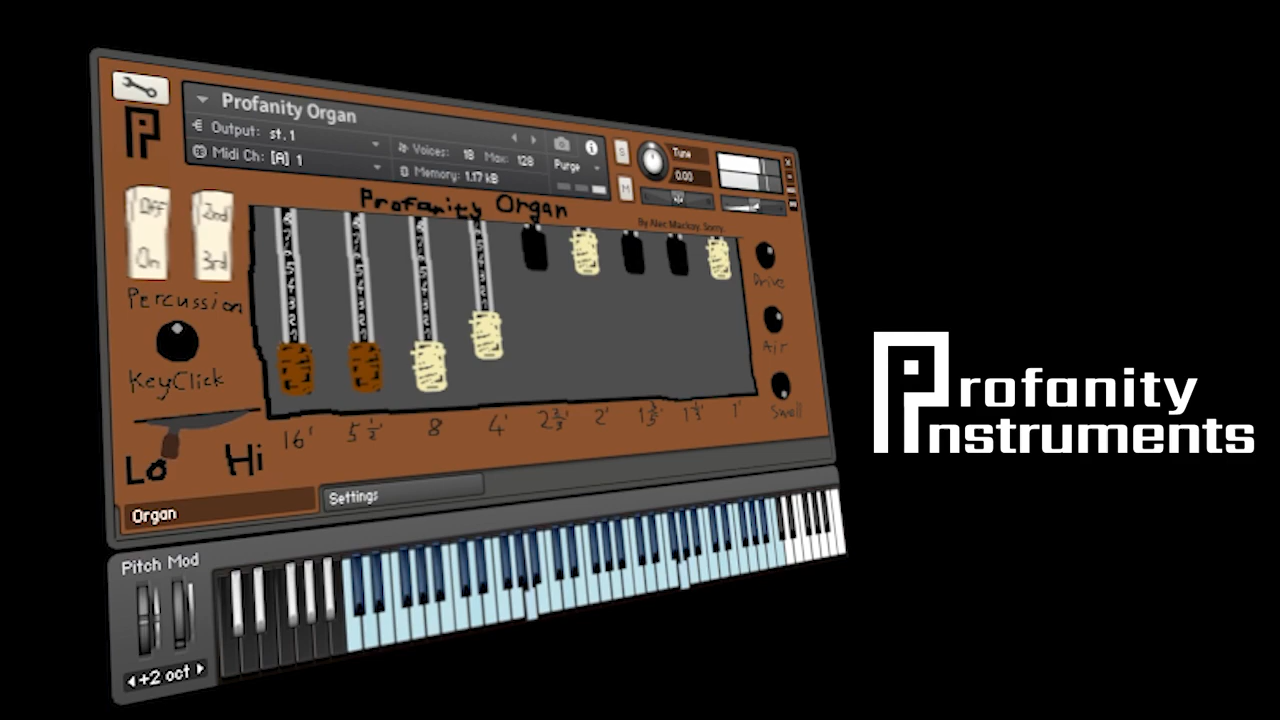 Profanity Organ
Output: st.1
Midi Ch: [A] 1
Voices: 18 Max: 128
Memory: 1.17 kB
Purge
S
M
Tune
0.00
P
Profanity Organ
By Alec Mackay. Sorry.
Off
On
2nd
3rd
Percussion
KeyClick
Lo Hi
16' 5 1/2' 8 4' 2 2/3' 2' 1 3/5' 1 1/3' 1'
Drive
Air
Swell
Organ
Settings
Pitch Mod
+2 oct
Profanity
Instruments